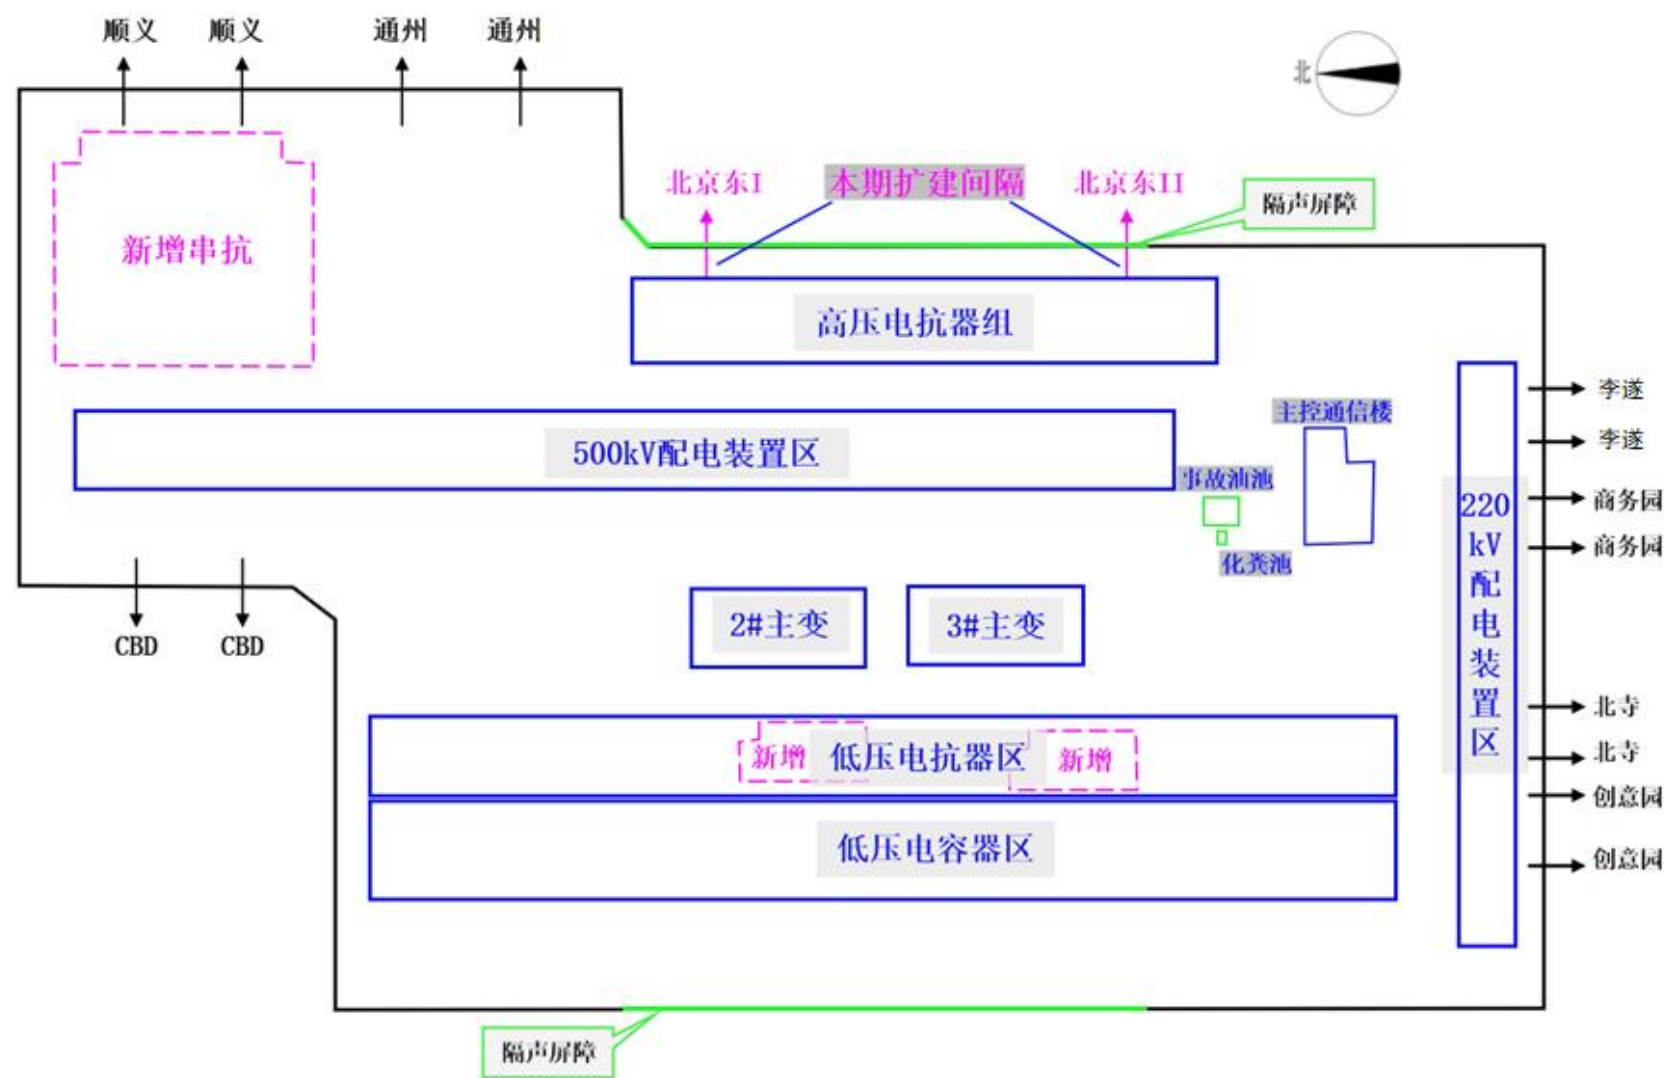 顺义
顺义
通州
通州
北
北京东I
本期扩建间隔
北京东II
隔声屏障
新增串抗
高压电抗器组
李遂
主控通信楼
李遂
500kV配电装置区
事故油池
220
kV
配
电
装
置
区
商务园
商务园
化粪池
2#主变
3#主变
CBD
CBD
北寺
北寺
新增
低压电抗器区
新增
创意园
低压电容器区
创意园
隔声屏障